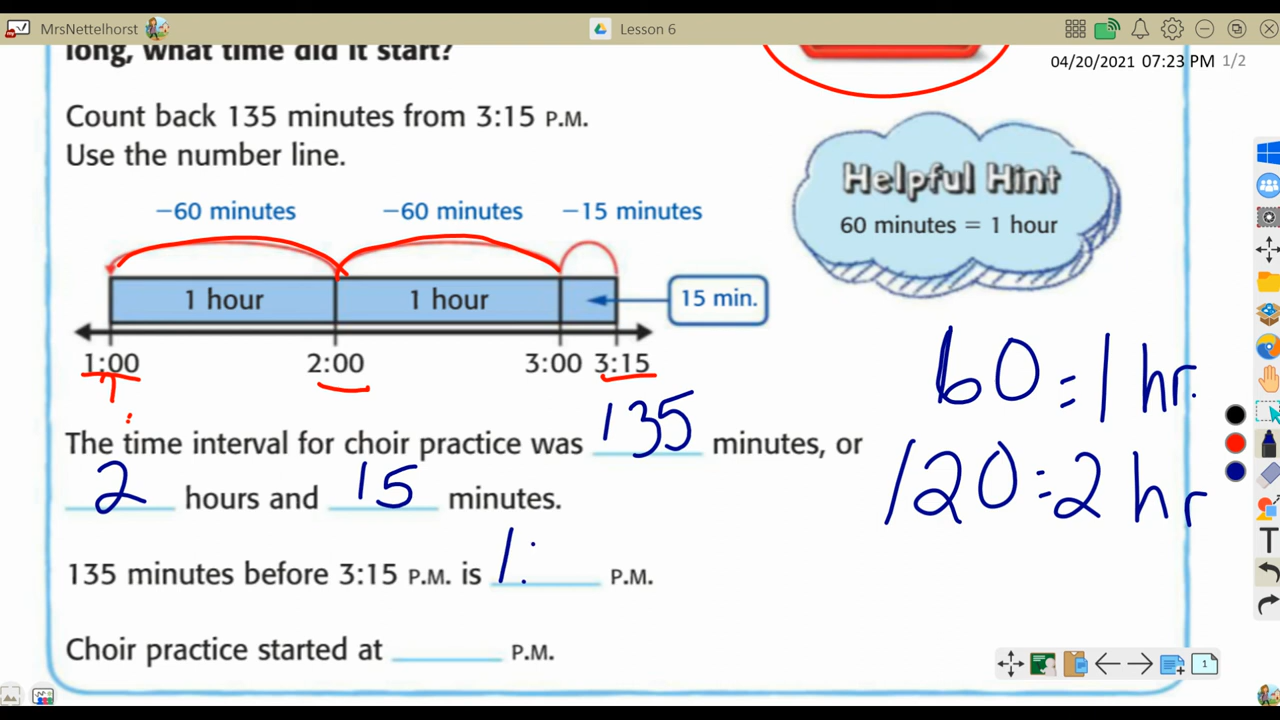 MrsNettelhorst
Lesson 6
04/20/2021 07:23 PM 1/2
long, what time did it start?
Count back 135 minutes from 3:15 P.M.
Use the number line.
Helpful Hint
60 minutes = 1 hour
−60 minutes −60 minutes −15 minutes
1 hour 1 hour 15 min.
1:00 2:00 3:00 3:15
60 = 1 hr.
120 = 2 hr
The time interval for choir practice was 135 minutes, or
2 hours and 15 minutes.
135 minutes before 3:15 P.M. is 1: P.M.
Choir practice started at ____ P.M.
T
1